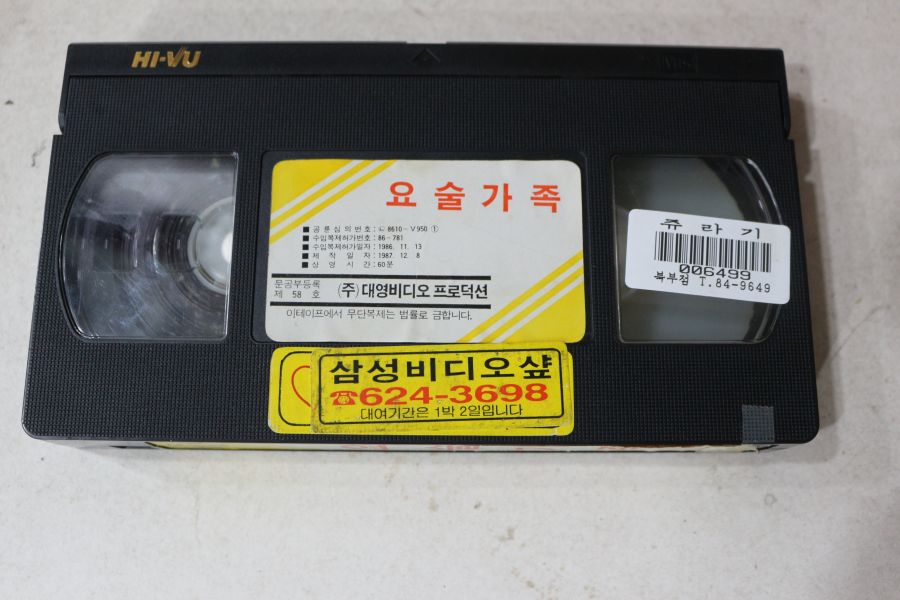 HI-VU
VHS
요술가족
■ 공륜심의번호 : ㄷ8610-V950 ①
■ 수입복제허가번호 : 86-781
■ 수입복제허가일자 : 1986. 11. 13
■ 제작일자 : 1987. 12. 8
■ 상영시간 : 60분
문공부등록
제 58 호
(주) 대영비디오프로덕션
이테이프에서 무단복제는 법률로 금합니다.
쥬라기
006499
북부점 T.84-9649
삼성비디오샾
☎624-3698
대여기간은 1박 2일입니다